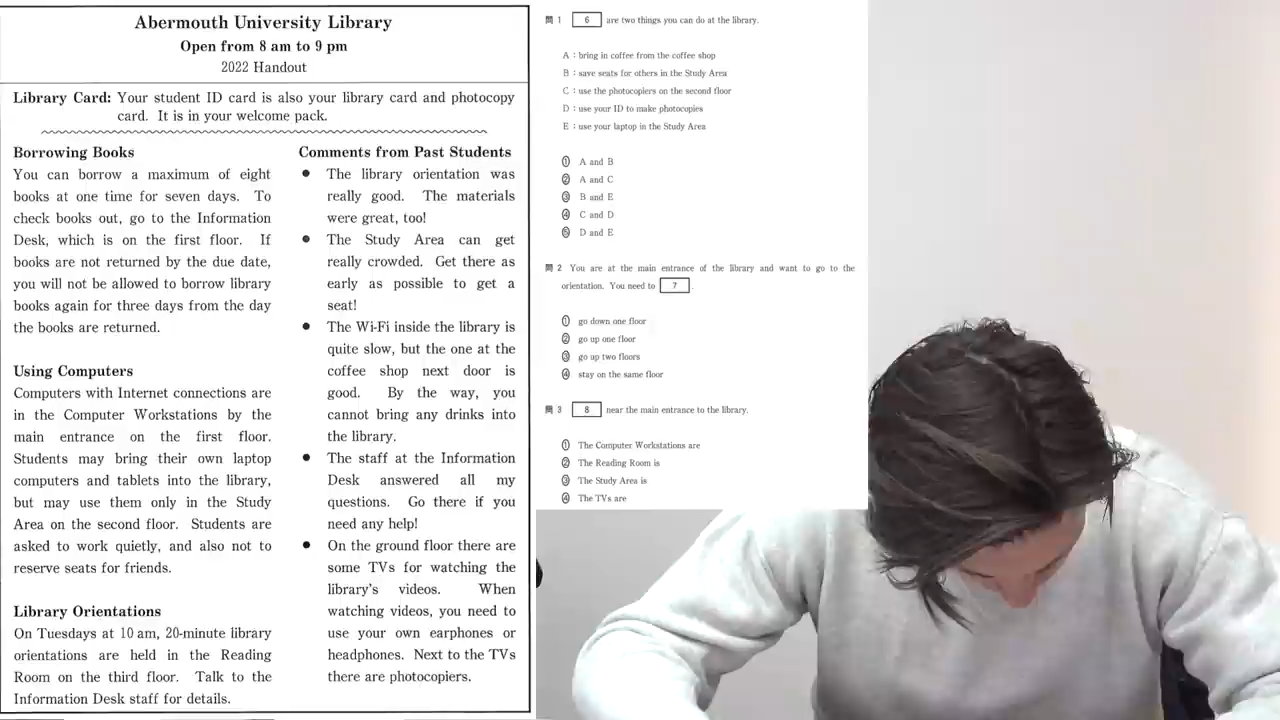 Abermouth University Library
Open from 8 am to 9 pm
2022 Handout
Library Card: Your student ID card is also your library card and photocopy
card. It is in your welcome pack.
Borrowing Books
You can borrow a maximum of eight
books at one time for seven days. To
check books out, go to the Information
Desk, which is on the first floor. If
books are not returned by the due date,
you will not be allowed to borrow library
books again for three days from the day
the books are returned.
Using Computers
Computers with Internet connections are
in the Computer Workstations by the
main entrance on the first floor.
Students may bring their own laptop
computers and tablets into the library,
but may use them only in the Study
Area on the second floor. Students are
asked to work quietly, and also not to
reserve seats for friends.
Library Orientations
On Tuesdays at 10 am, 20-minute library
orientations are held in the Reading
Room on the third floor. Talk to the
Information Desk staff for details.
Comments from Past Students
● The library orientation was
really good. The materials
were great, too!
● The Study Area can get
really crowded. Get there as
early as possible to get a
seat!
● The Wi-Fi inside the library is
quite slow, but the one at the
coffee shop next door is
good. By the way, you
cannot bring any drinks into
the library.
● The staff at the Information
Desk answered all my
questions. Go there if you
need any help!
● On the ground floor there are
some TVs for watching the
library's videos. When
watching videos, you need to
use your own earphones or
headphones. Next to the TVs
there are photocopiers.
問 1 6 are two things you can do at the library.
A : bring in coffee from the coffee shop
B : save seats for others in the Study Area
C : use the photocopiers on the second floor
D : use your ID to make photocopies
E : use your laptop in the Study Area
① A and B
② A and C
③ B and E
④ C and D
⑤ D and E
問 2 You are at the main entrance of the library and want to go to the
orientation. You need to 7 .
① go down one floor
② go up one floor
③ go up two floors
④ stay on the same floor
問 3 8 near the main entrance to the library.
① The Computer Workstations are
② The Reading Room is
③ The Study Area is
④ The TVs are